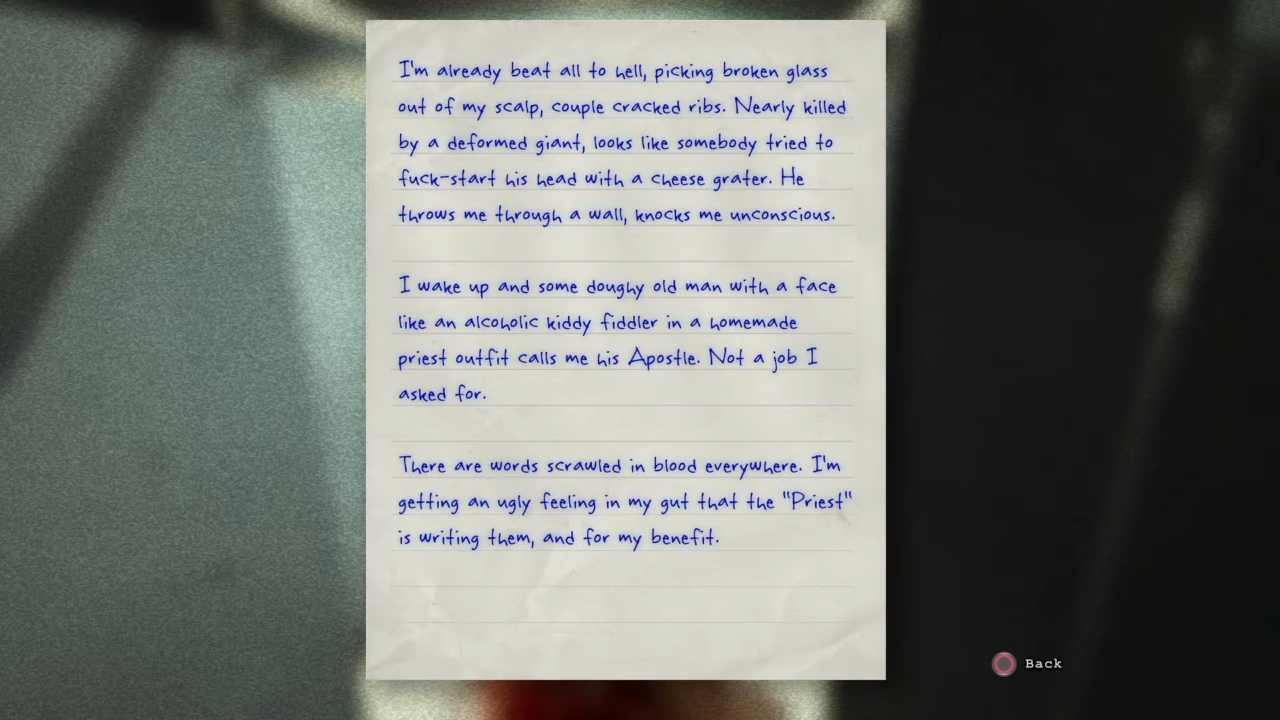 I'm already beat all to hell, picking broken glass
out of my scalp, couple cracked ribs. Nearly killed
by a deformed giant, looks like somebody tried to
fuck-start his head with a cheese grater. He
throws me through a wall, knocks me unconscious.
I wake up and some doughy old man with a face
like an alcoholic kiddy fiddler in a homemade
priest outfit calls me his Apostle. Not a job I
asked for.
There are words scrawled in blood everywhere. I'm
getting an ugly feeling in my gut that the "Priest"
is writing them, and for my benefit.
Back